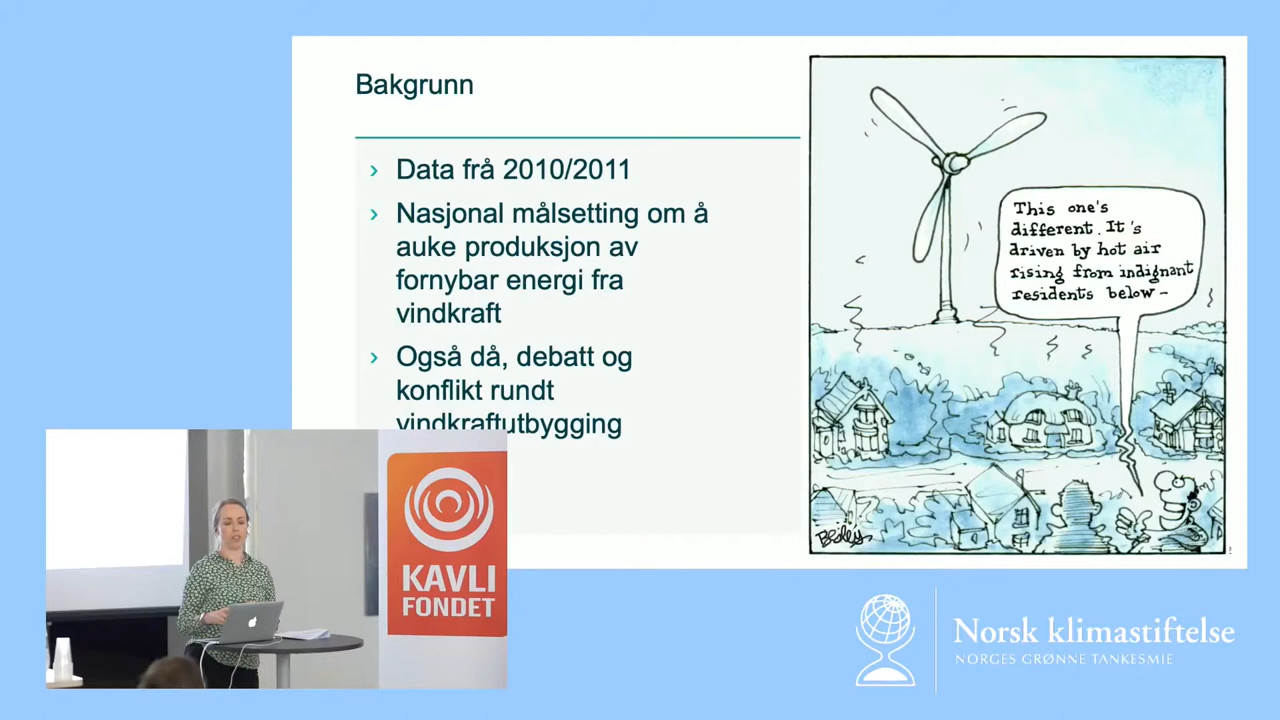 Bakgrunn
› Data frå 2010/2011
› Nasjonal målsetting om å
auke produksjon av
fornybar energi fra
vindkraft
› Også då, debatt og
konflikt rundt
vindkraftutbygging
This one's
different. It's
driven by hot air
rising from indignant
residents below –
KAVLI
FONDET
Norsk klimastiftelse
NORGES GRØNNE TANKESMIE